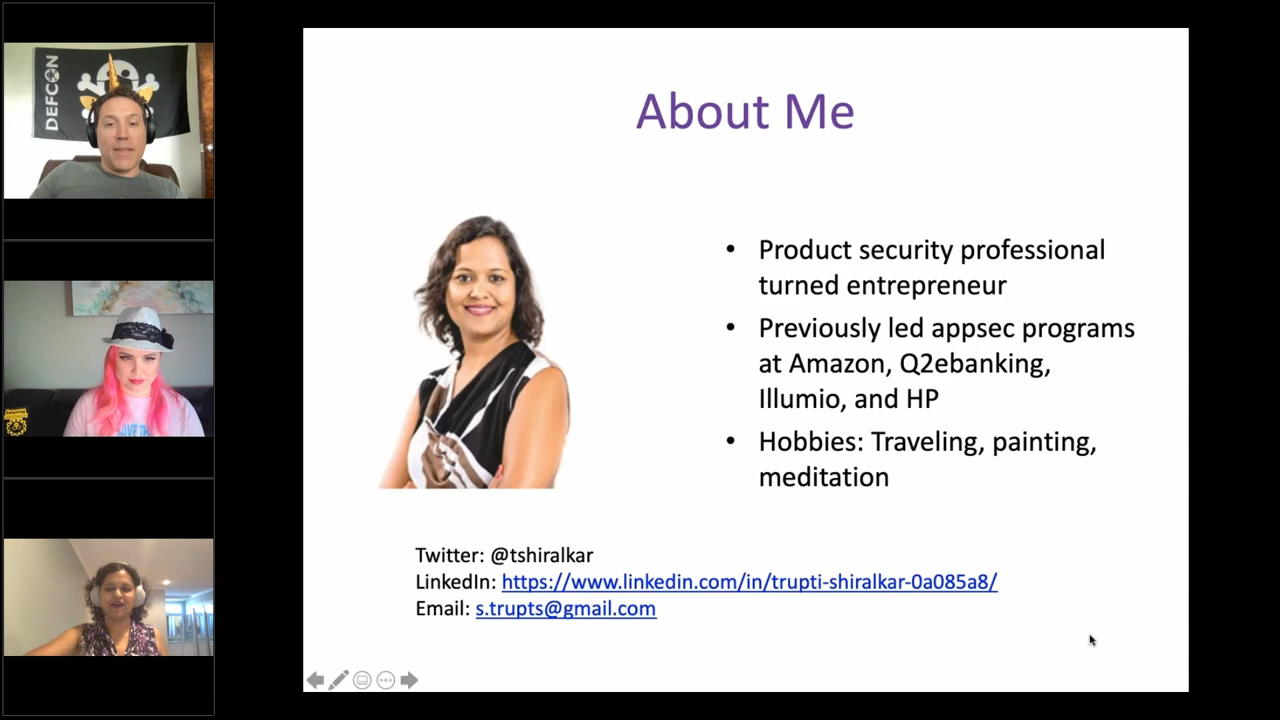 DEFCON
About Me
• Product security professional
turned entrepreneur
• Previously led appsec programs
at Amazon, Q2ebanking,
Illumio, and HP
• Hobbies: Traveling, painting,
meditation
Twitter: @tshiralkar
LinkedIn: https://www.linkedin.com/in/trupti-shiralkar-0a085a8/
Email: s.trupts@gmail.com